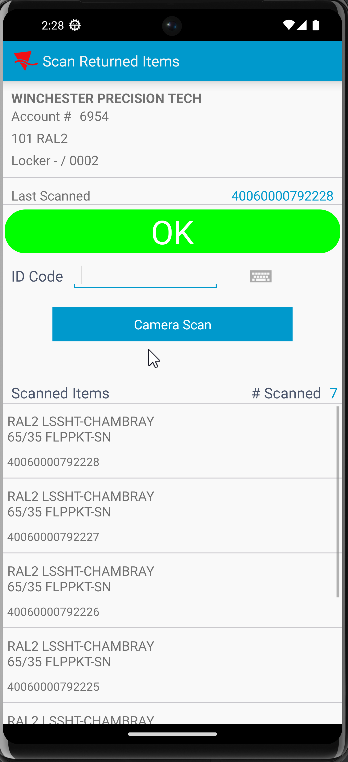 2:28
Scan Returned Items
WINCHESTER PRECISION TECH
Account # 6954
101 RAL2
Locker - / 0002
Last Scanned 40060000792228
OK
ID Code
Camera Scan
Scanned Items # Scanned 7
RAL2 LSSHT-CHAMBRAY
65/35 FLPPKT-SN
40060000792228
RAL2 LSSHT-CHAMBRAY
65/35 FLPPKT-SN
40060000792227
RAL2 LSSHT-CHAMBRAY
65/35 FLPPKT-SN
40060000792226
RAL2 LSSHT-CHAMBRAY
65/35 FLPPKT-SN
40060000792225
RAL2 LSSHT-CHAMBRAY